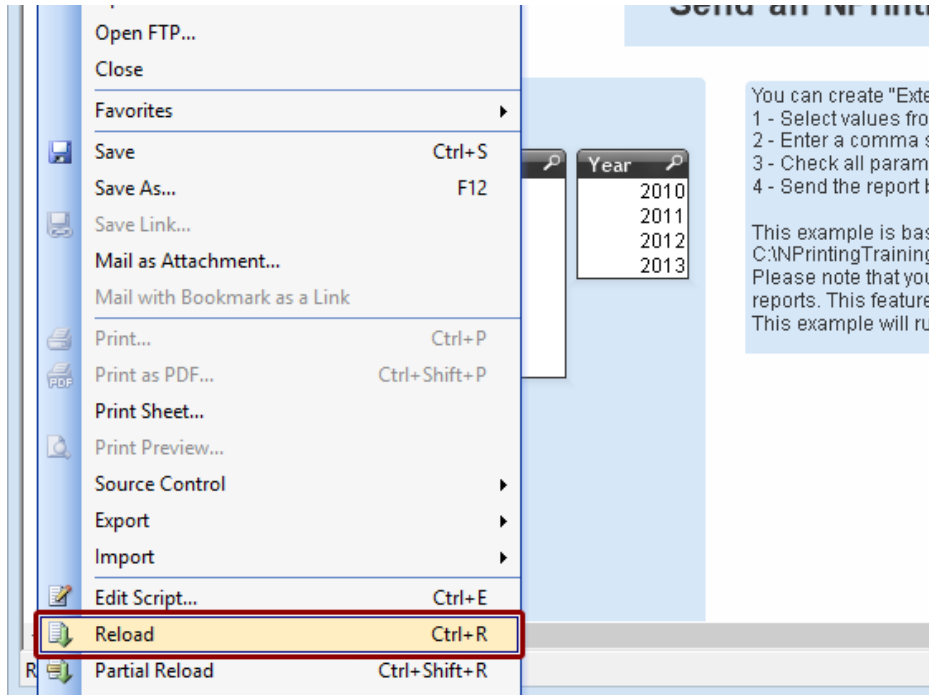 Open FTP...
Close
Favorites
Save Ctrl+S
Save As... F12
Save Link...
Mail as Attachment...
Mail with Bookmark as a Link
Print... Ctrl+P
Print as PDF... Ctrl+Shift+P
Print Sheet...
Print Preview...
Source Control
Export
Import
Edit Script... Ctrl+E
Reload Ctrl+R
Partial Reload Ctrl+Shift+R
R
PDF
Year
2010
2011
2012
2013
Send an NPrinti
You can create "Exte
1 - Select values fro
2 - Enter a comma s
3 - Check all param
4 - Send the report b
This example is bas
C:\NPrintingTraining
Please note that you
reports. This feature
This example will ru